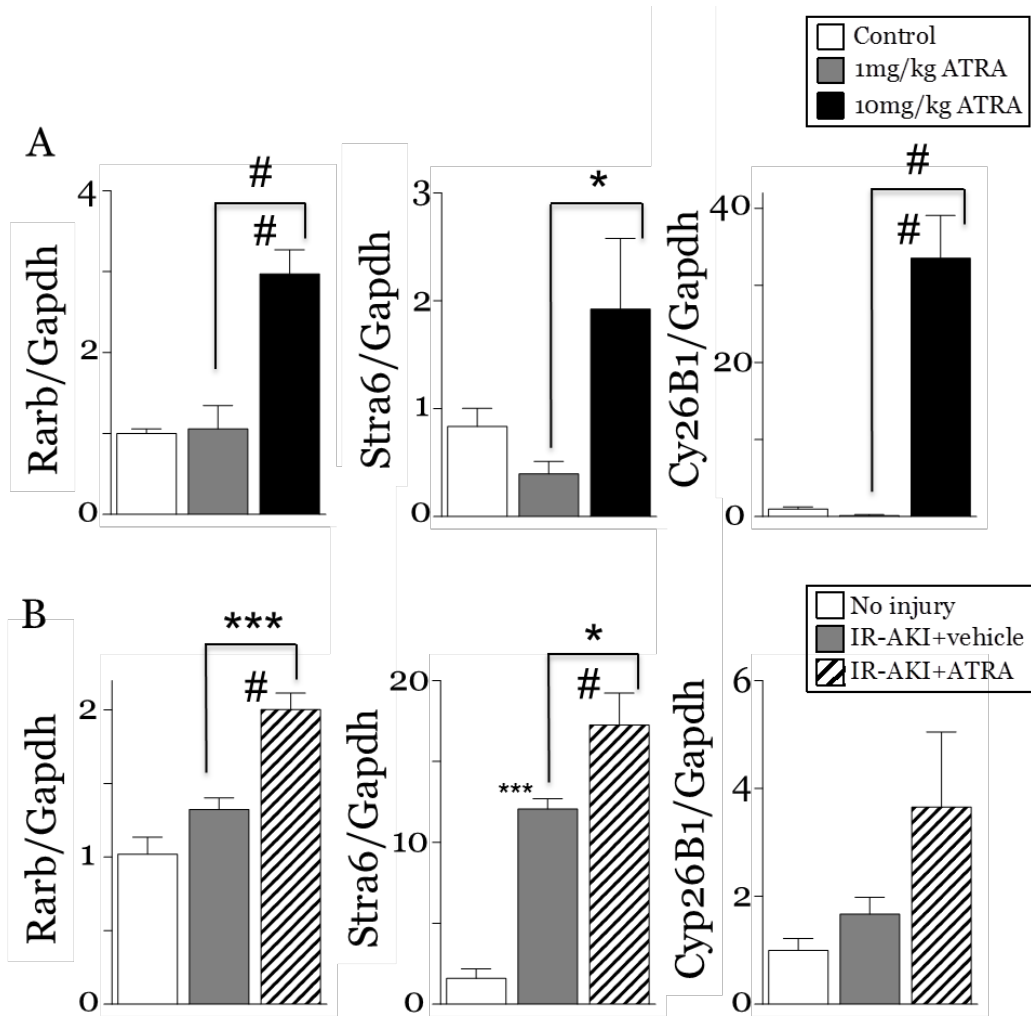 Control
1mg/kg ATRA
10mg/kg ATRA
A
Rarb/Gapdh
4
2
0
#
#
Stra6/Gapdh
3
2
1
0
*
Cy26B1/Gapdh
40
20
0
#
#
B
No injury
IR-AKI+vehicle
IR-AKI+ATRA
Rarb/Gapdh
2
1
0
***
#
Stra6/Gapdh
20
10
0
***
*
#
Cyp26B1/Gapdh
6
4
2
0